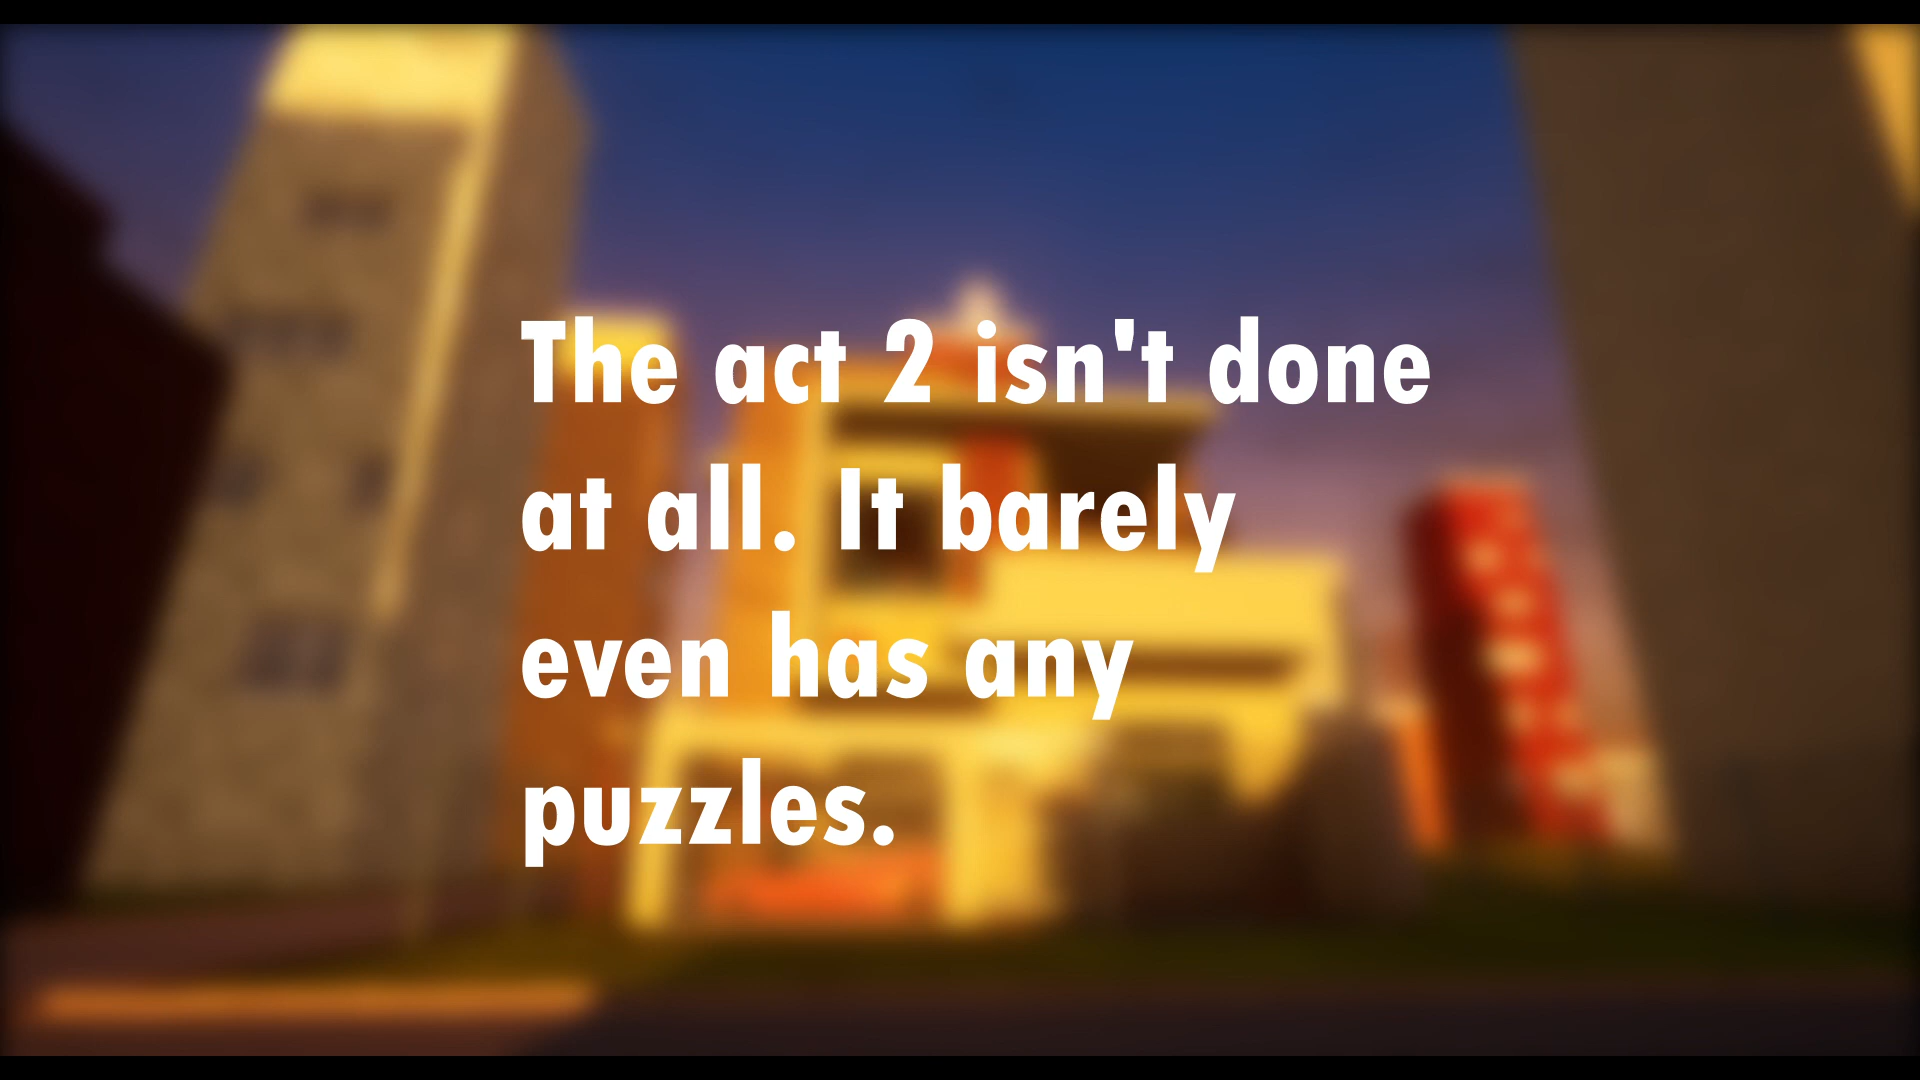 The act 2 isn't done
at all. It barely
even has any
puzzles.